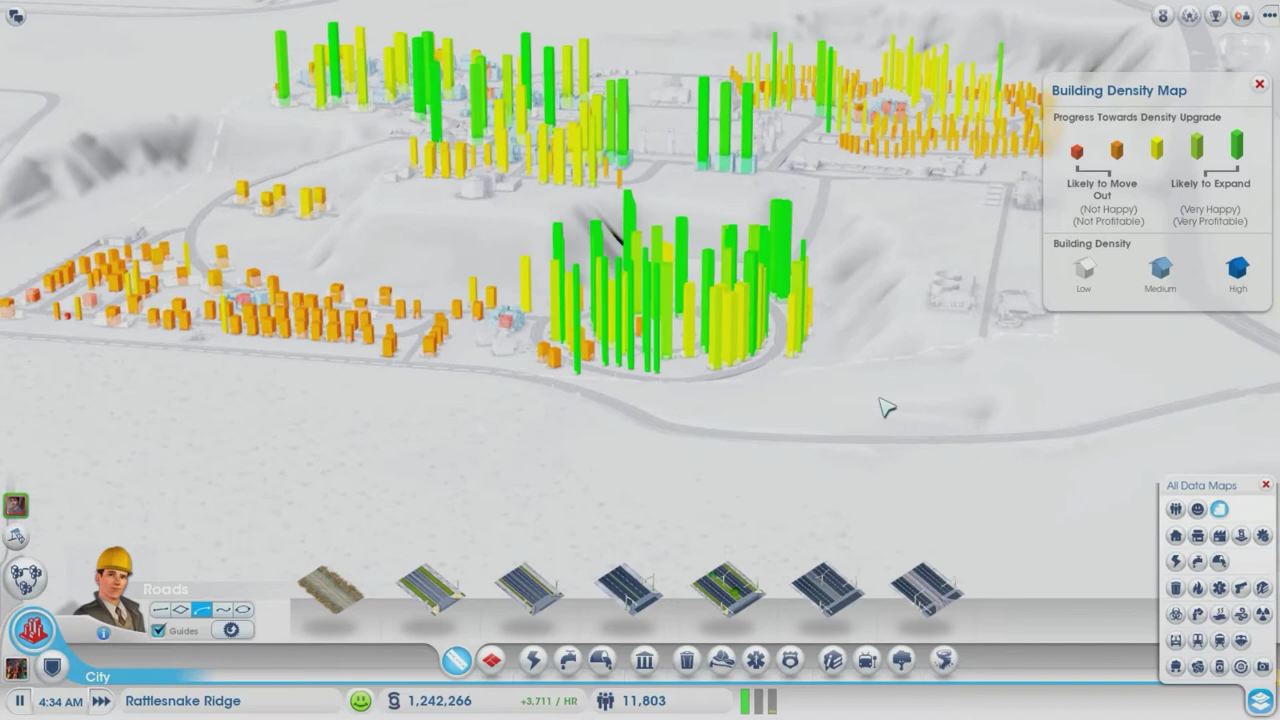 Building Density Map
Progress Towards Density Upgrade
Likely to Move Out
(Not Happy)
(Not Profitable)
Likely to Expand
(Very Happy)
(Very Profitable)
Building Density
Low
Medium
High
All Data Maps
Roads
Guides
City
4:34 AM
Rattlesnake Ridge
1,242,266
+3,711 / HR
11,803